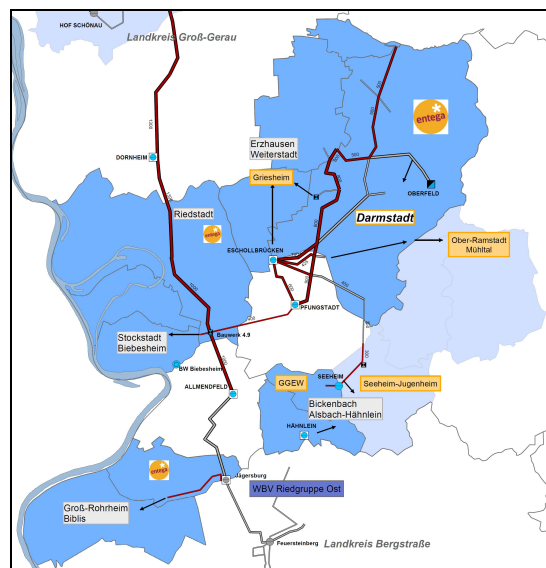 HOF SCHÖNAU
Landkreis Groß-Gerau
entega
Erzhausen
Weiterstadt
DORNHEIM
Griesheim
OBERFELD
Riedstadt
entega
Darmstadt
ESCHOLLBRÜCKEN
Ober-Ramstadt
Mühltal
PFUNGSTADT
Stockstadt
Biebesheim
Bauwerk 4.9
BW Biebesheim
SEEHEIM
GGEW
Seeheim-Jugenheim
ALLMENDFELD
Bickenbach
Alsbach-Hähnlein
HÄHNLEIN
entega
Jägersburg
WBV Riedgruppe Ost
Groß-Rohrheim
Biblis
Feuersteinberg
Landkreis Bergstraße